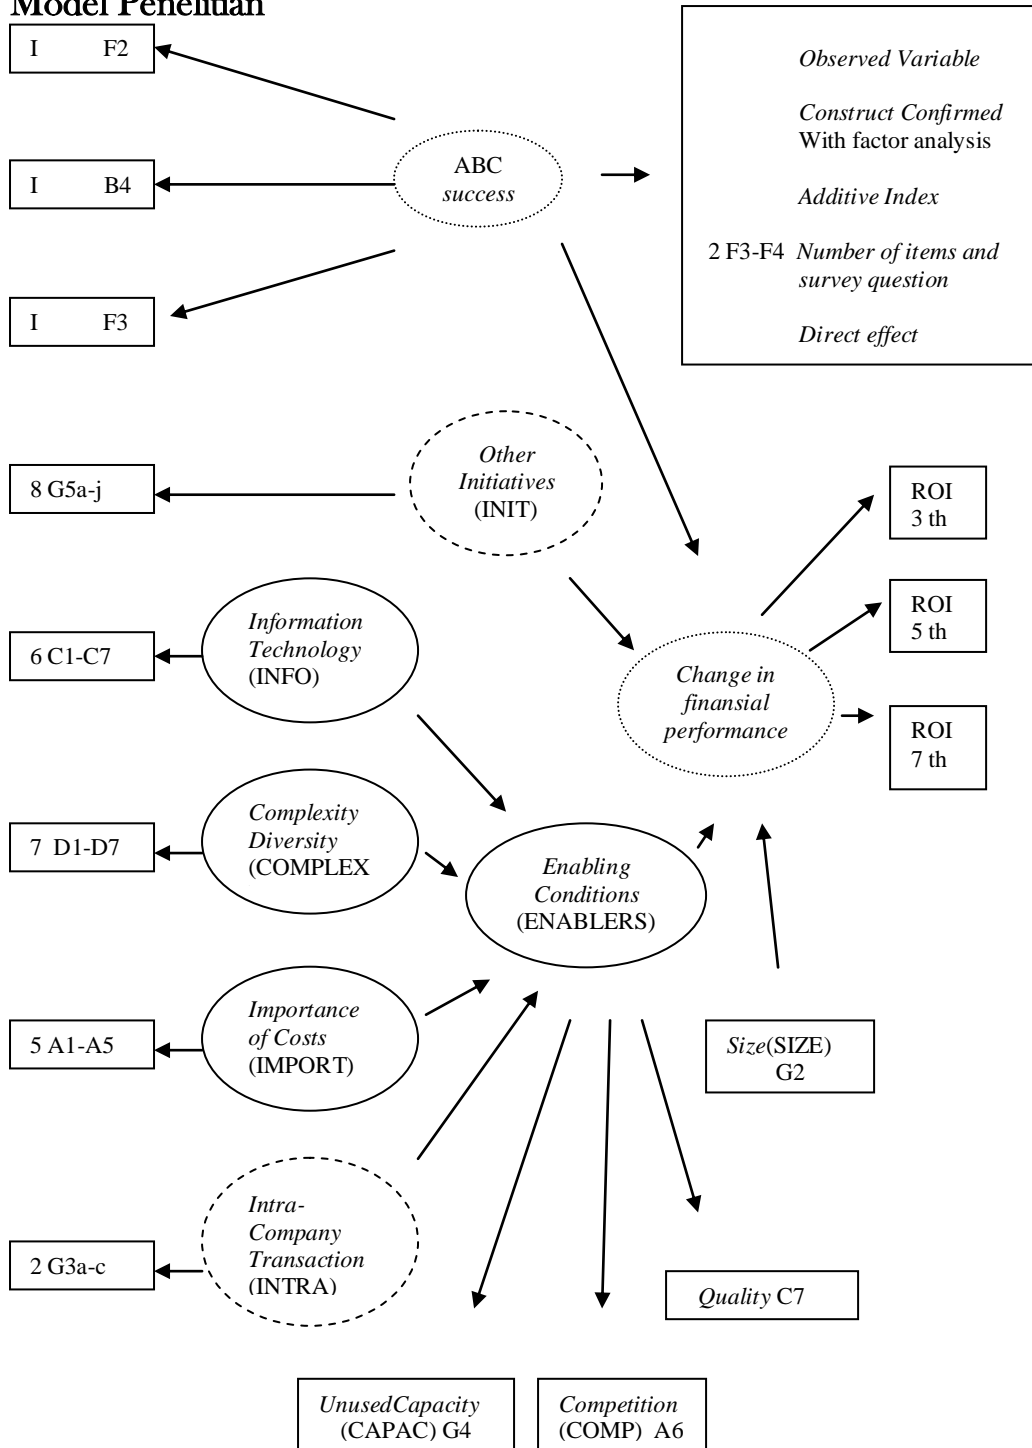 Model Penelitian
I F2
I B4
I F3
ABC
success
Observed Variable
Construct Confirmed
With factor analysis
Additive Index
2 F3-F4 Number of items and
survey question
Direct effect
8 G5a-j
Other
Initiatives
(INIT)
ROI
3 th
ROI
5 th
ROI
7 th
6 C1-C7
Information
Technology
(INFO)
Change in
finansial
performance
7 D1-D7
Complexity
Diversity
(COMPLEX
Enabling
Conditions
(ENABLERS)
5 A1-A5
Importance
of Costs
(IMPORT)
Size(SIZE)
G2
2 G3a-c
Intra-
Company
Transaction
(INTRA)
Quality C7
UnusedCapacity
(CAPAC) G4
Competition
(COMP) A6